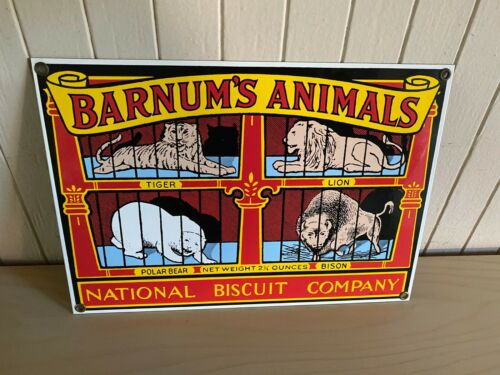 BARNUM'S ANIMALS
TIGER LION
POLAR BEAR NET WEIGHT 2¼ OUNCES BISON
NATIONAL BISCUIT COMPANY